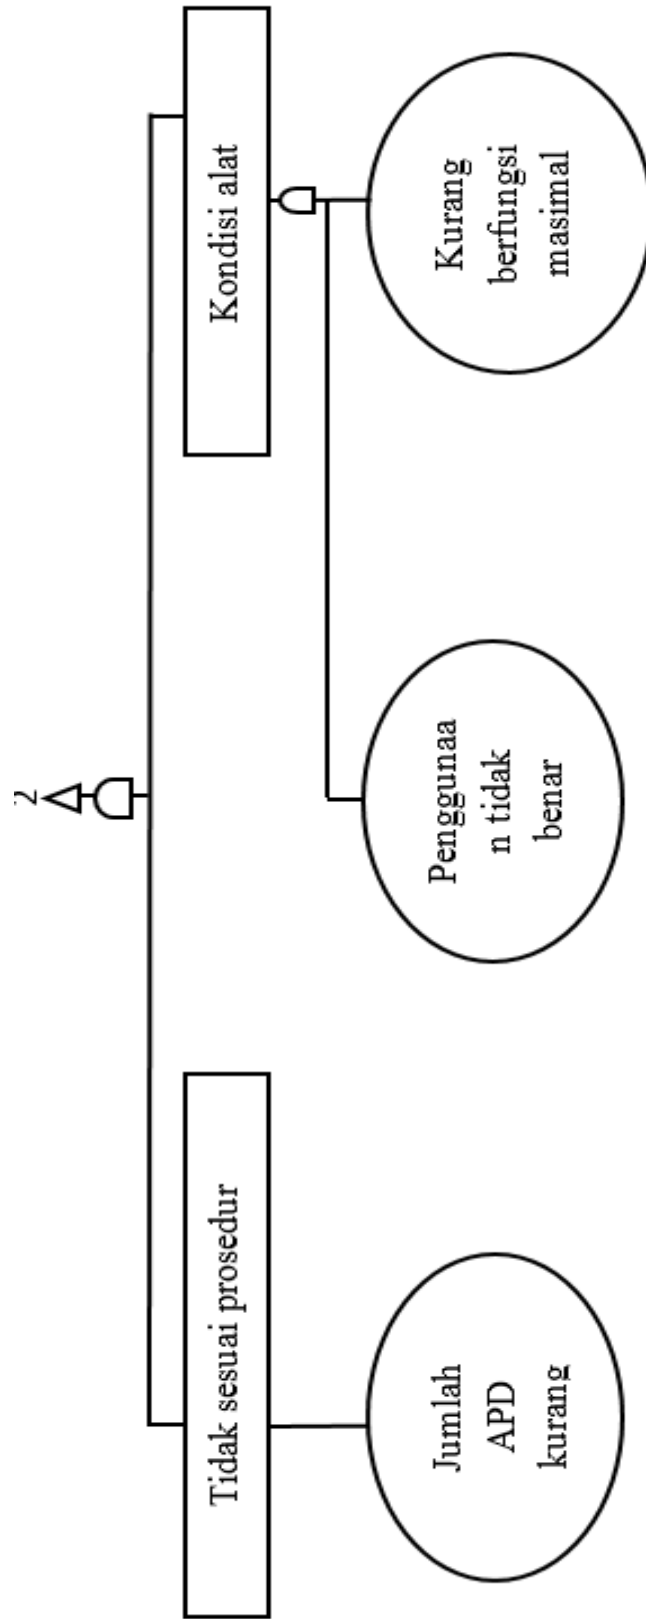 2
Tidak sesuai prosedur
Kondisi alat
Jumlah
APD
kurang
Penggunaa
n tidak
benar
Kurang
berfungsi
masimal